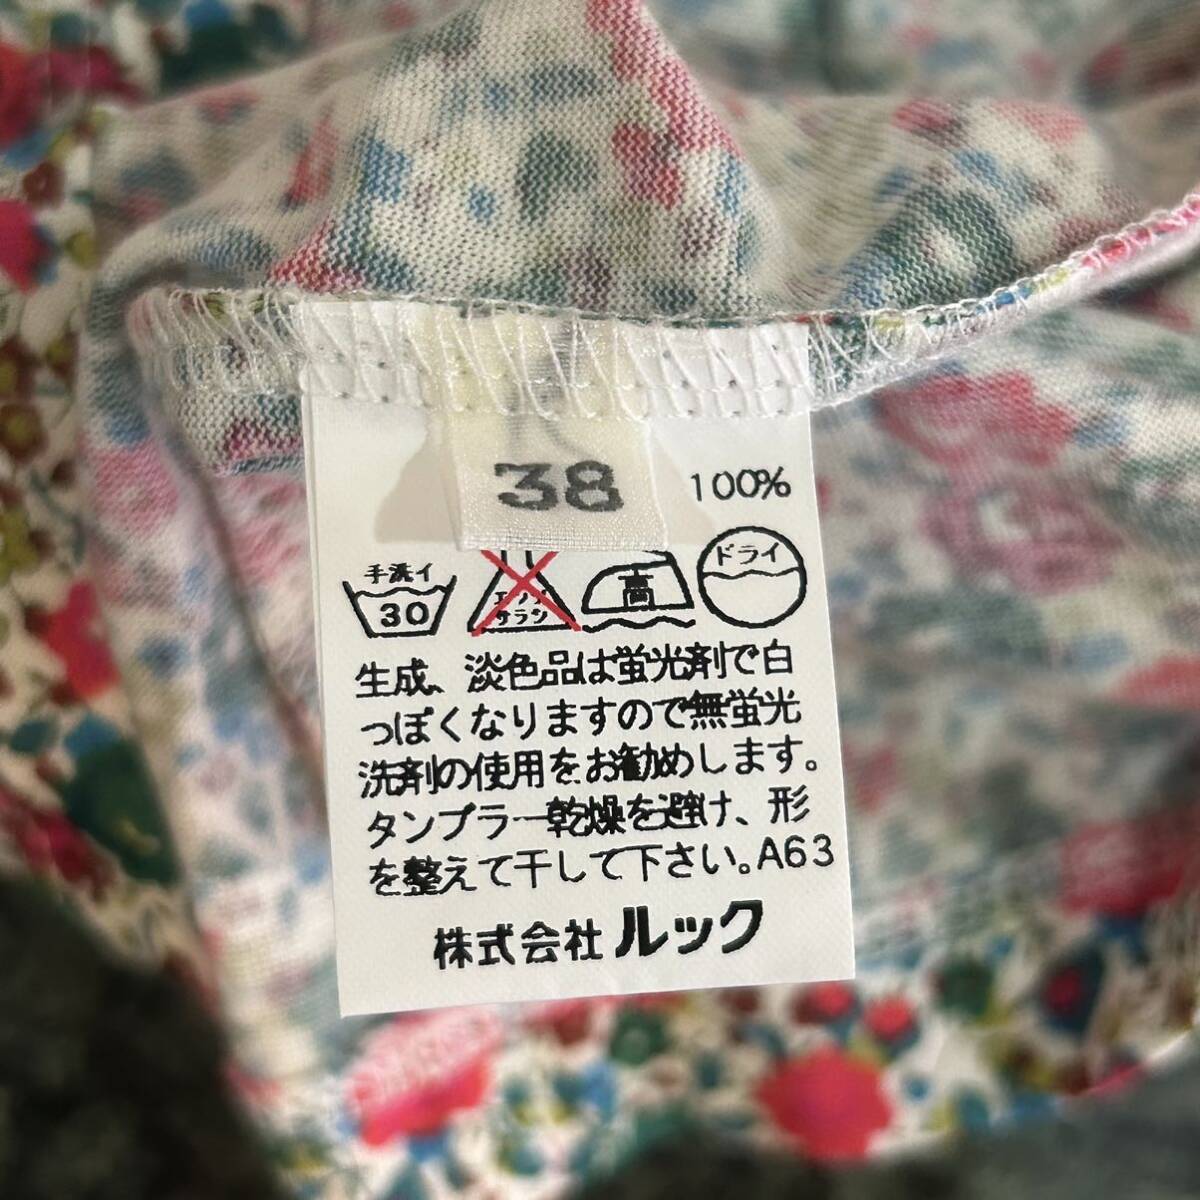 38
100%
手洗イ
30
エンソ
サラシ
高
ドライ
生成、淡色品は蛍光剤で白
っぽくなりますので無蛍光
洗剤の使用をお勧めします。
タンブラー乾燥を避け、形
を整えて干して下さい。A63
株式会社 ルック